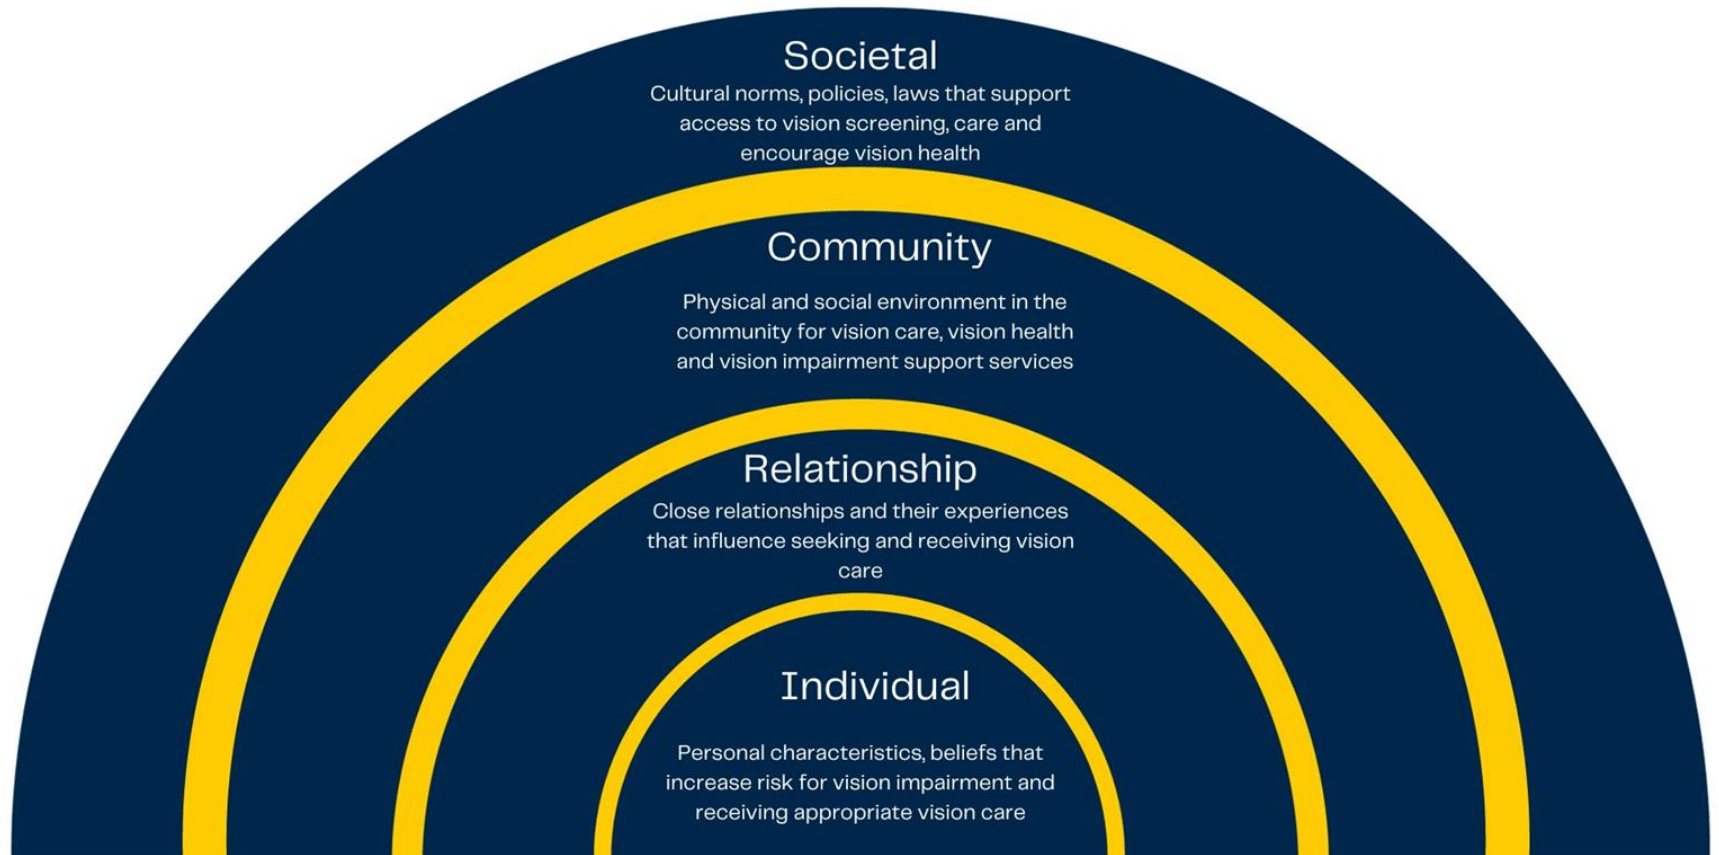 Societal
Cultural norms, policies, laws that support
access to vision screening, care and
encourage vision health
Community
Physical and social environment in the
community for vision care, vision health
and vision impairment support services
Relationship
Close relationships and their experiences
that influence seeking and receiving vision
care
Individual
Personal characteristics, beliefs that
increase risk for vision impairment and
receiving appropriate vision care